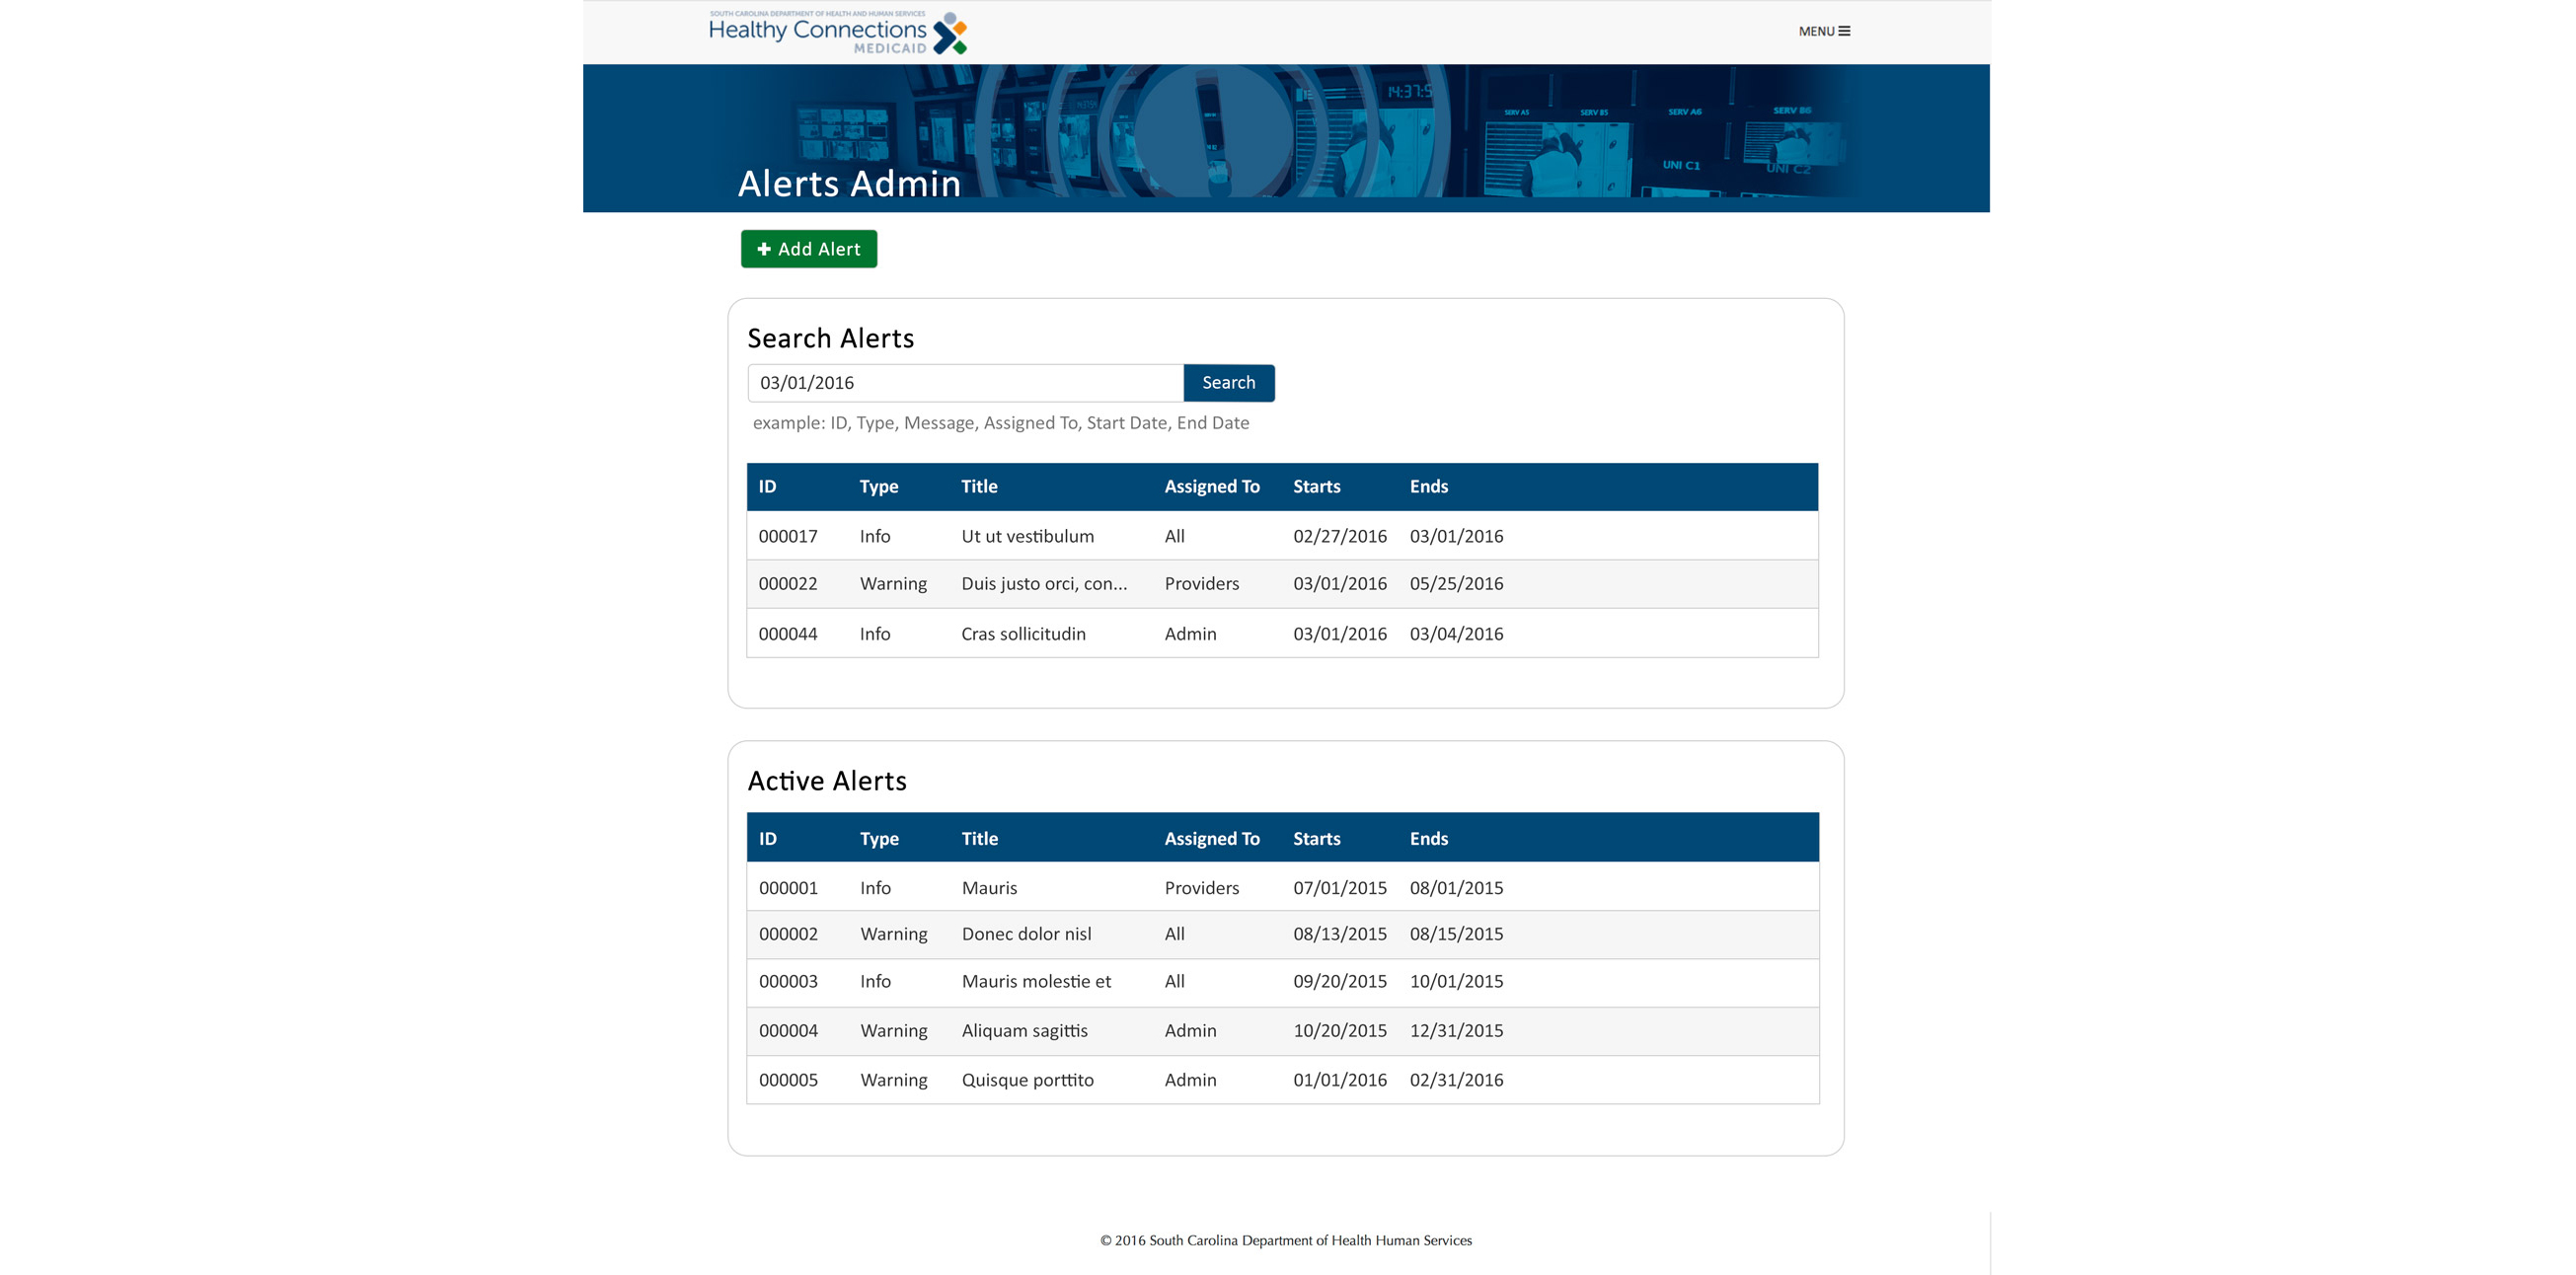 SOUTH CAROLINA DEPARTMENT OF HEALTH AND HUMAN SERVICES
Healthy Connections
MEDICAID
MENU
14:37:5
SERV A5 SERV B5 SERV A6 SERV B6
UNI C1 UNI C2
Alerts Admin
Add Alert
Search Alerts
03/01/2016 Search
example: ID, Type, Message, Assigned To, Start Date, End Date
ID Type Title Assigned To Starts Ends
000017 Info Ut ut vestibulum All 02/27/2016 03/01/2016
000022 Warning Duis justo orci, con... Providers 03/01/2016 05/25/2016
000044 Info Cras sollicitudin Admin 03/01/2016 03/04/2016
Active Alerts
ID Type Title Assigned To Starts Ends
000001 Info Mauris Providers 07/01/2015 08/01/2015
000002 Warning Donec dolor nisl All 08/13/2015 08/15/2015
000003 Info Mauris molestie et All 09/20/2015 10/01/2015
000004 Warning Aliquam sagittis Admin 10/20/2015 12/31/2015
000005 Warning Quisque porttito Admin 01/01/2016 02/31/2016
© 2016 South Carolina Department of Health Human Services